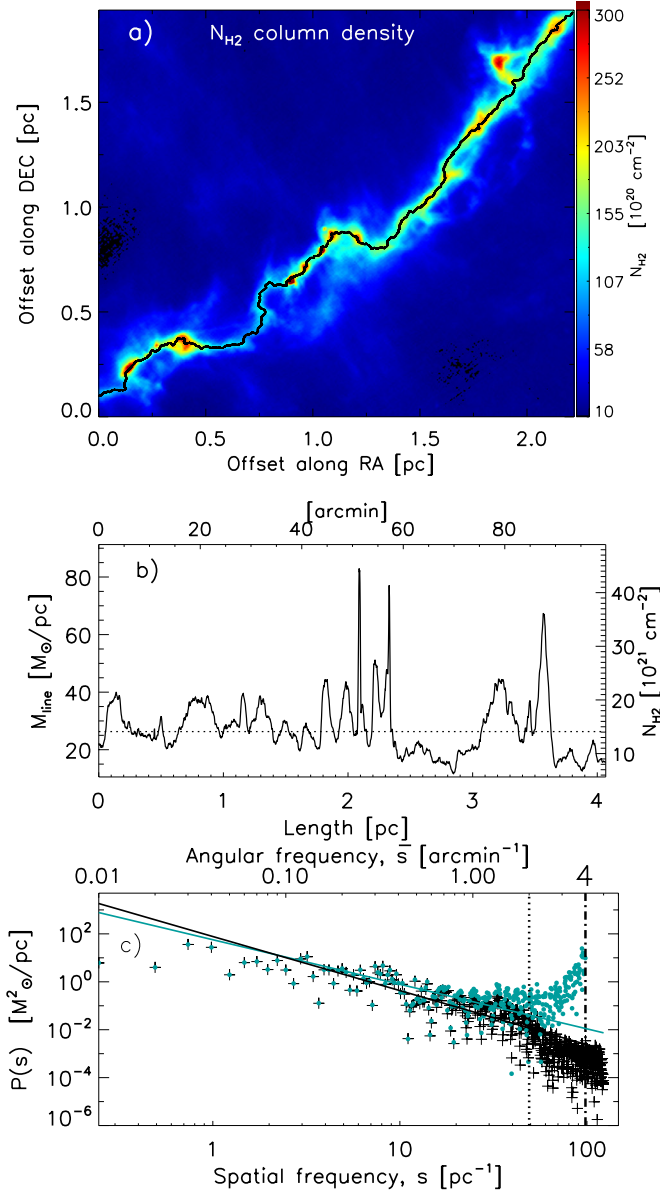 a) N_H2 column density
Offset along DEC [pc]
1.5
1.0
0.5
0.0
0.0 0.5 1.0 1.5 2.0
Offset along RA [pc]
300
252
203
155
107
58
10
N_H2 [10^20 cm^-2]
[arcmin]
0 20 40 60 80
b)
M_line [M_⊙/pc]
80
60
40
20
40
30
20
10
N_H2 [10^21 cm^-2]
0 1 2 3 4
Length [pc]
Angular frequency, s̅ [arcmin^-1]
0.01 0.10 1.00 4
c)
P(s) [M^2_⊙/pc]
10^2
10^0
10^-2
10^-4
10^-6
1 10 100
Spatial frequency, s [pc^-1]